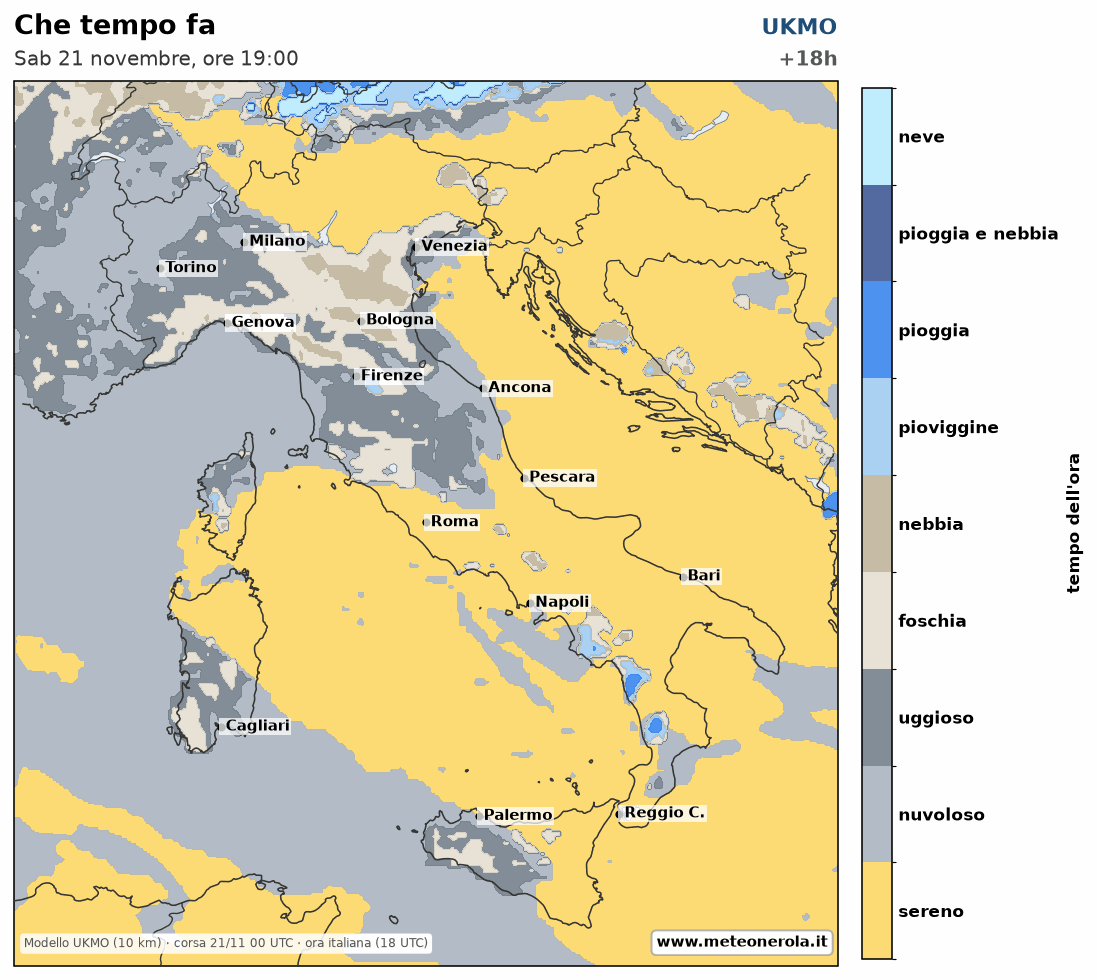 Che tempo fa
UKMO
Sab 21 novembre, ore 19:00
+18h
neve
pioggia e nebbia
pioggia
pioviggine
nebbia
foschia
uggioso
nuvoloso
sereno
tempo dell'ora
Milano
Venezia
Torino
Genova
Bologna
Firenze
Ancona
Pescara
Roma
Bari
Napoli
Cagliari
Palermo
Reggio C.
Modello UKMO (10 km) · corsa 21/11 00 UTC · ora italiana (18 UTC)
www.meteonerola.it